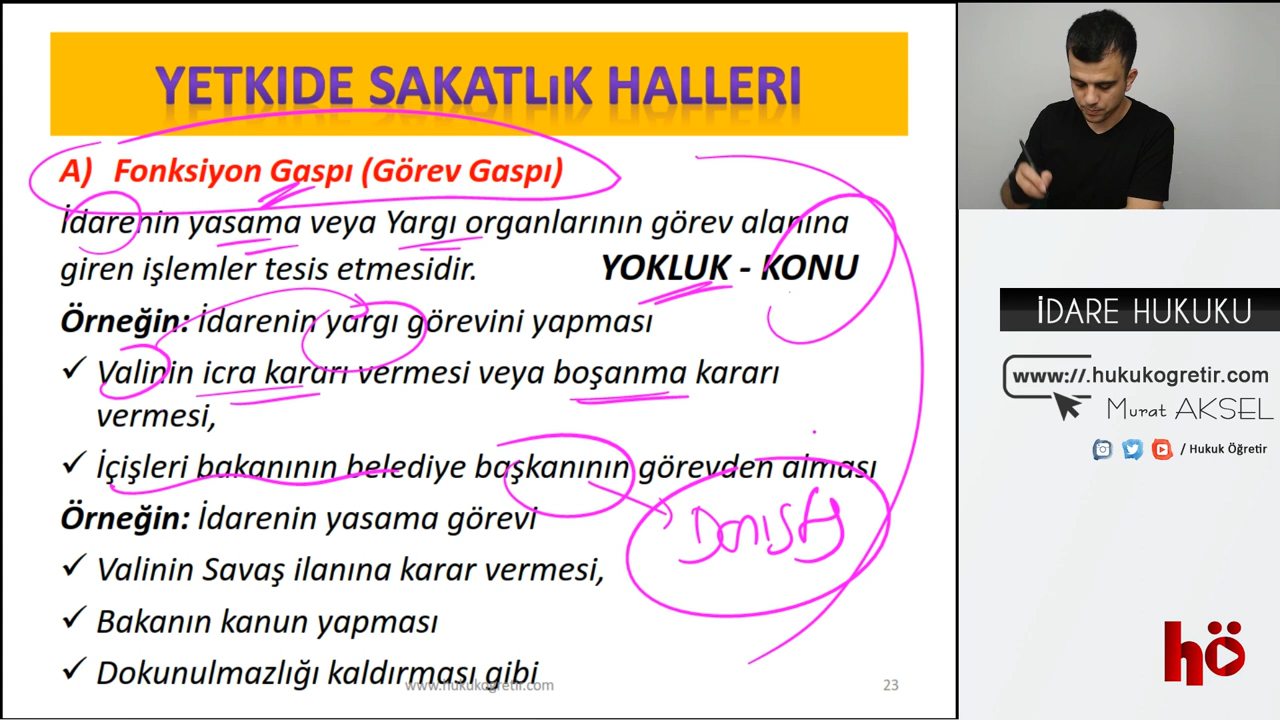 YETKIDE SAKATLıK HALLERI
A) Fonksiyon Gaspı (Görev Gaspı)
İdarenin yasama veya Yargı organlarının görev alanına
giren işlemler tesis etmesidir. YOKLUK - KONU
Örneğin: İdarenin yargı görevini yapması
✓ Valinin icra kararı vermesi veya boşanma kararı
vermesi,
✓ İçişleri bakanının belediye başkanının görevden alması
Danıştay
Örneğin: İdarenin yasama görevi
✓ Valinin Savaş ilanına karar vermesi,
✓ Bakanın kanun yapması
✓ Dokunulmazlığı kaldırması gibi
www.hukukogretir.com
23
İDARE HUKUKU
www://.hukukogretir.com
Murat AKSEL
/ Hukuk Öğretir
hö